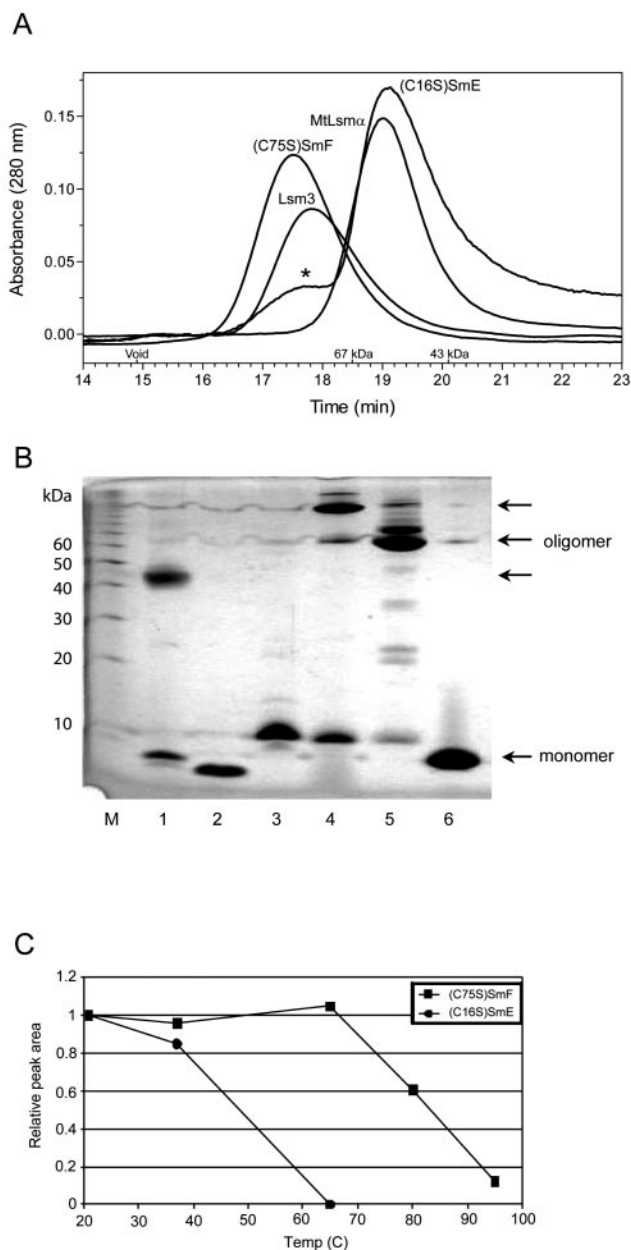 A
Absorbance (280 nm)
0.15
0.10
0.05
0.00
(C16S)SmE
MtLsmα
(C75S)SmF
Lsm3
*
Void
67 kDa
43 kDa
14 15 16 17 18 19 20 21 22 23
Time (min)
B
kDa
60
50
40
30
20
10
oligomer
monomer
M 1 2 3 4 5 6
C
Relative peak area
1.2
1
0.8
0.6
0.4
0.2
0
(C75S)SmF
(C16S)SmE
20 30 40 50 60 70 80 90 100
Temp (C)